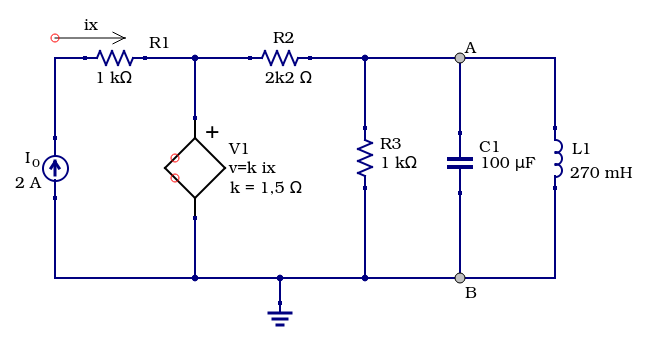 ix
R1
1 kΩ
R2
2k2 Ω
A
I0
2 A
+
V1
v=k ix
k = 1,5 Ω
R3
1 kΩ
C1
100 µF
L1
270 mH
B